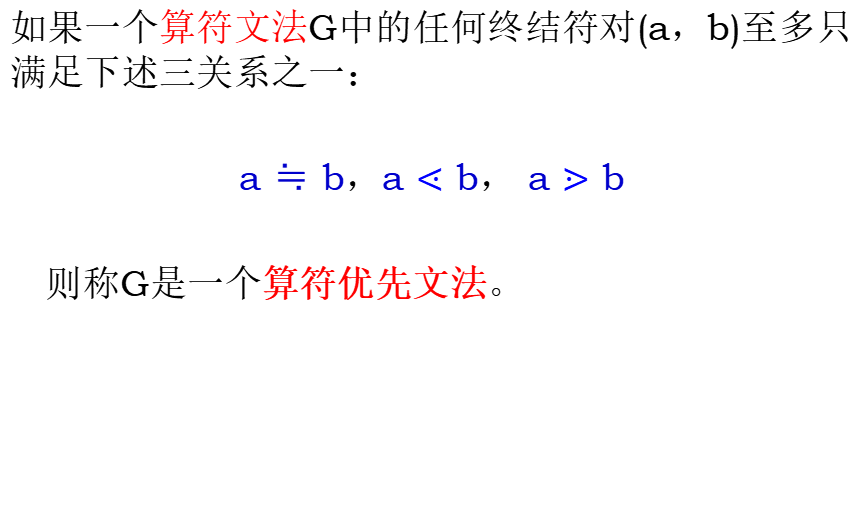 如果一个算符文法G中的任何终结符对(a，b)至多只
满足下述三关系之一：
a ≒ b，a ⋖ b， a ⋗ b
则称G是一个算符优先文法。